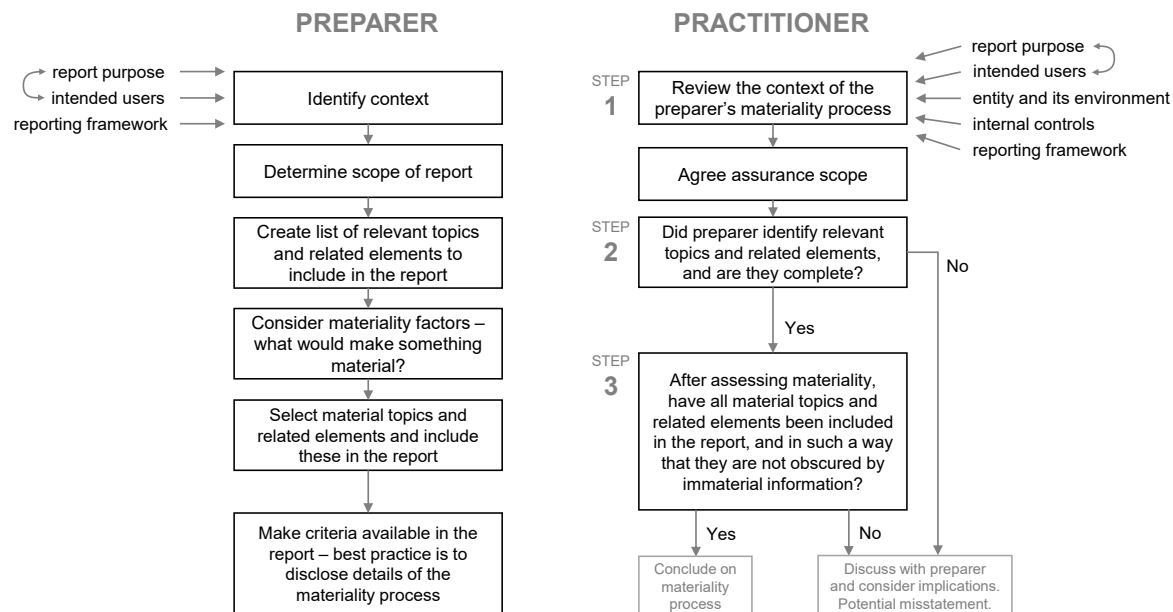 PREPARER
report purpose
intended users
reporting framework
Identify context
Determine scope of report
Create list of relevant topics
and related elements to
include in the report
Consider materiality factors –
what would make something
material?
Select material topics and
related elements and include
these in the report
Make criteria available in the
report – best practice is to
disclose details of the
materiality process
PRACTITIONER
STEP
1
Review the context of the
preparer’s materiality process
report purpose
intended users
entity and its environment
internal controls
reporting framework
Agree assurance scope
STEP
2
Did preparer identify relevant
topics and related elements,
and are they complete?
No
Yes
STEP
3
After assessing materiality,
have all material topics and
related elements been included
in the report, and in such a way
that they are not obscured by
immaterial information?
Yes
No
Conclude on
materiality
process
Discuss with preparer
and consider implications.
Potential misstatement.